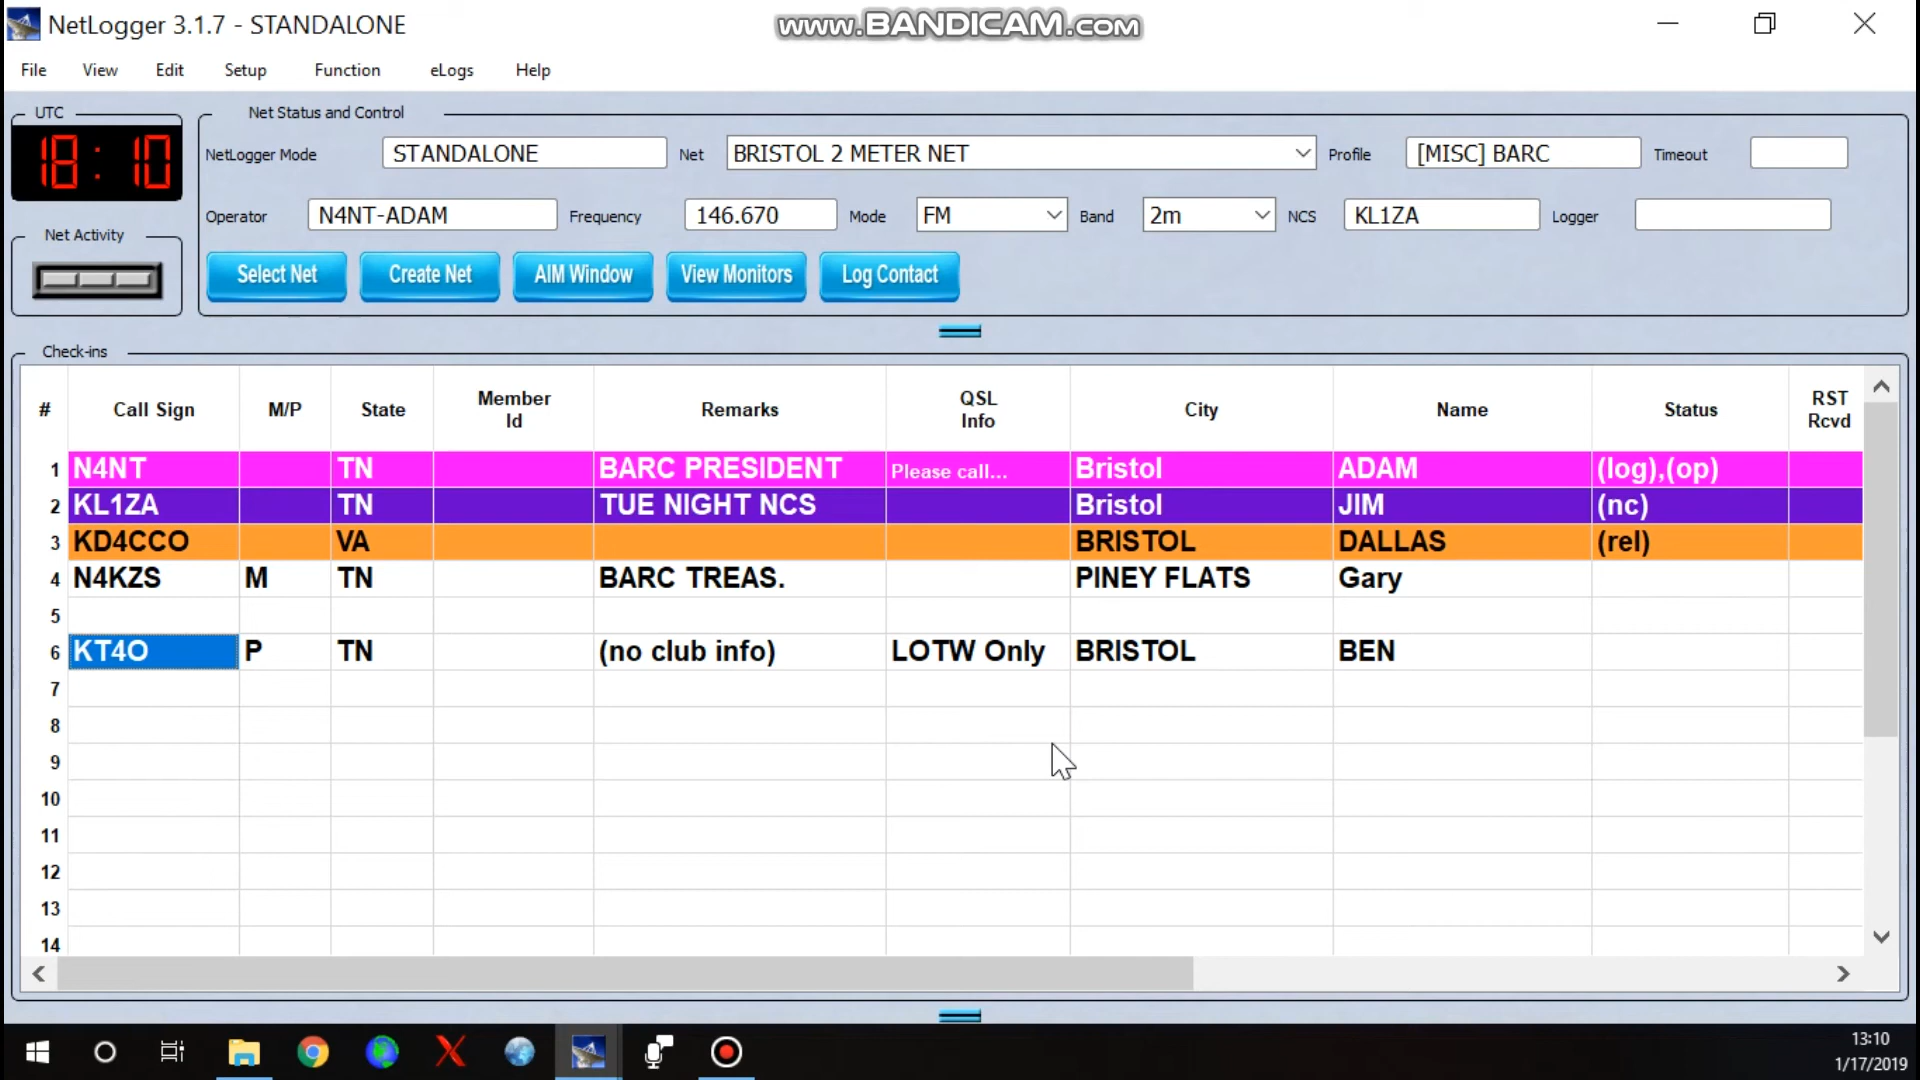 NetLogger 3.1.7 - STANDALONE
www.BANDICAM.com
File View Edit Setup Function eLogs Help
UTC
18:10
Net Activity
Net Status and Control
NetLogger Mode STANDALONE Net BRISTOL 2 METER NET Profile [MISC] BARC Timeout
Operator N4NT-ADAM Frequency 146.670 Mode FM Band 2m NCS KL1ZA Logger
Select Net Create Net AIM Window View Monitors Log Contact
Check-ins
# Call Sign M/P State Member Id Remarks QSL Info City Name Status RST Rcvd
1 N4NT TN BARC PRESIDENT Please call... Bristol ADAM (log),(op)
2 KL1ZA TN TUE NIGHT NCS Bristol JIM (nc)
3 KD4CCO VA BRISTOL DALLAS (rel)
4 N4KZS M TN BARC TREAS. PINEY FLATS Gary
5
6 KT4O P TN (no club info) LOTW Only BRISTOL BEN
7
8
9
10
11
12
13
14
13:10
1/17/2019